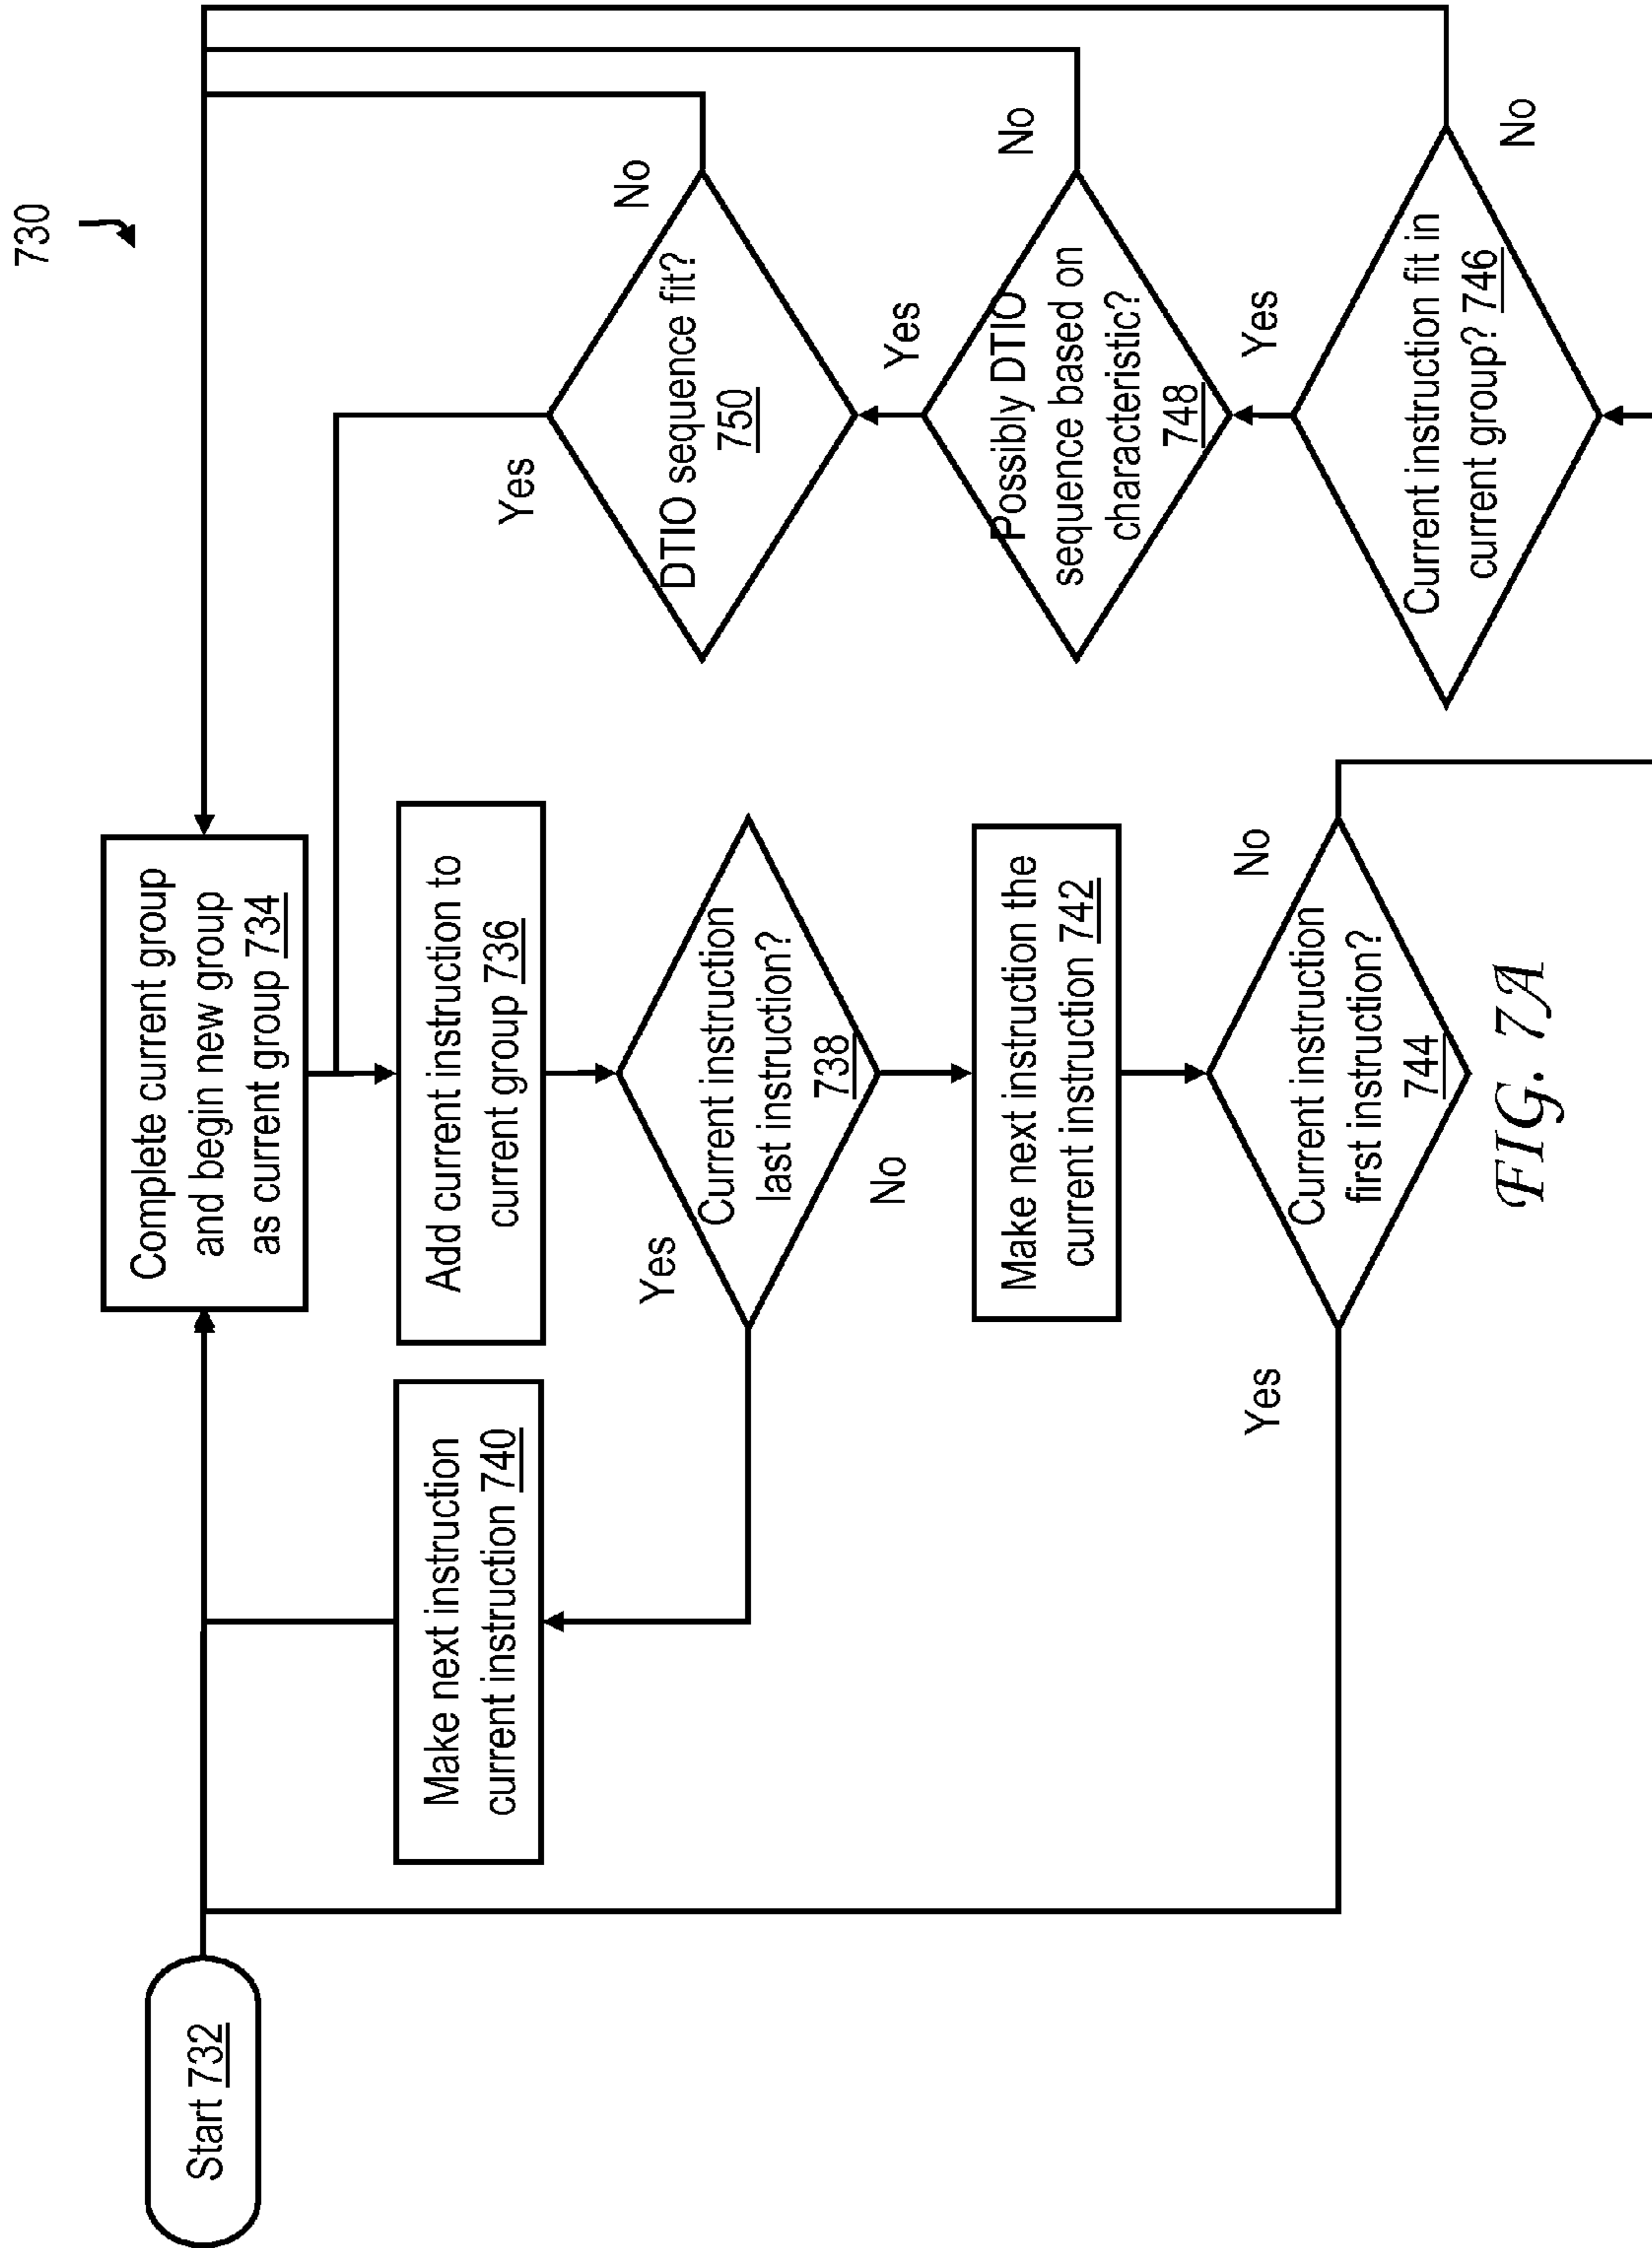 730
Start 732
Complete current group
and begin new group
as current group 734
Make next instruction
current instruction 740
Add current instruction to
current group 736
Yes
Current instruction
last instruction?
738
No
Make next instruction the
current instruction 742
Yes
Current instruction
first instruction?
744
No
Yes
DTIO sequence fit?
750
No
Yes
Possibly DTIO
sequence based on
characteristic?
748
No
Yes
Current instruction fit in
current group? 746
No
FIG. 7A